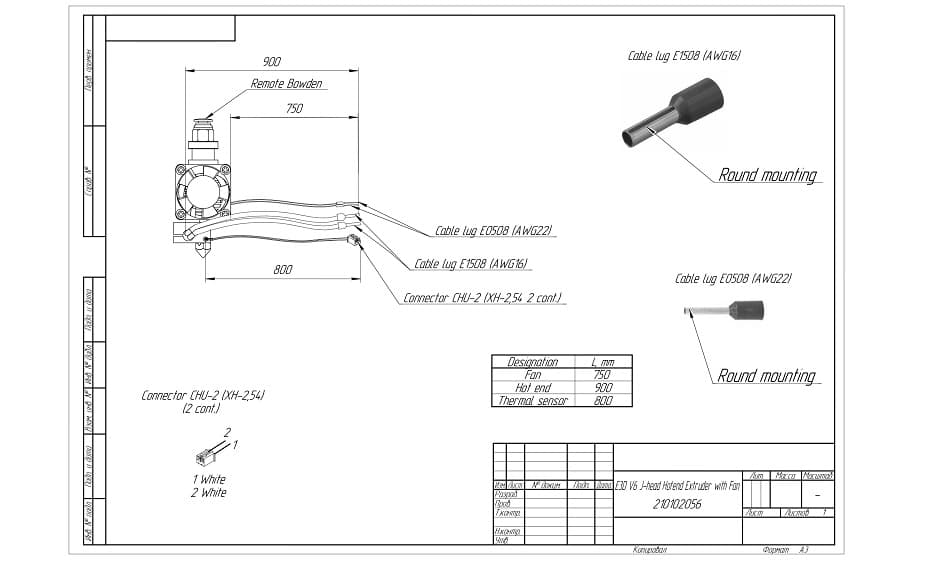 Cable lug E1508 (AWG16)
900
Remote Bowden
750
Round mounting
Cable lug E0508 (AWG22)
Cable lug E1508 (AWG16)
800
Connector CHU-2 (XH-2,54 2 cont.)
Cable lug E0508 (AWG22)
Round mounting
Designation L, mm
Fan 750
Hot end 900
Thermal sensor 800
Connector CHU-2 (XH-2,54)
(2 cont.)
2
1
1 White
2 White
Перв. примен.
Справ. №
Подп. и дата
Инв. № дубл.
Взам. инв. №
Подп. и дата
Инв. № подл.
Изм. Лист № докум. Подп. Дата
Разраб.
Пров.
Т.контр.
Н.контр.
Утв.
E3D V6 J-head Hotend Extruder with Fan
210102056
Лит. Масса Масштаб
-
Лист Листов 1
Копировал Формат A3